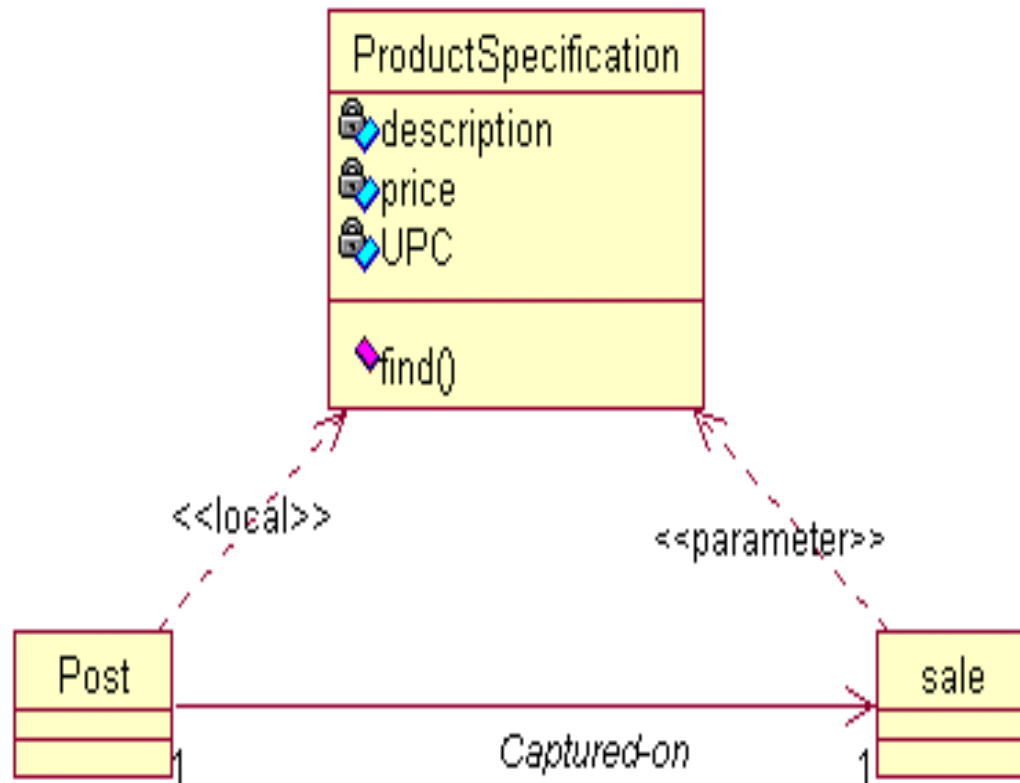 ProductSpecification
description
price
UPC
find()
<<local>>
<<parameter>>
Post
sale
1
Captured-on
1